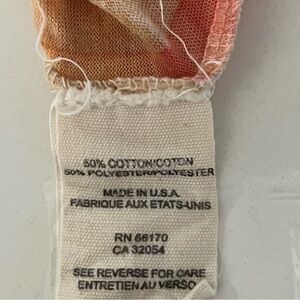 50% COTTON/COTON
50% POLYESTER/POLYESTER
MADE IN U.S.A.
FABRIQUE AUX ETATS-UNIS
RN 66170
CA 32054
SEE REVERSE FOR CARE
ENTRETIEN AU VERSO